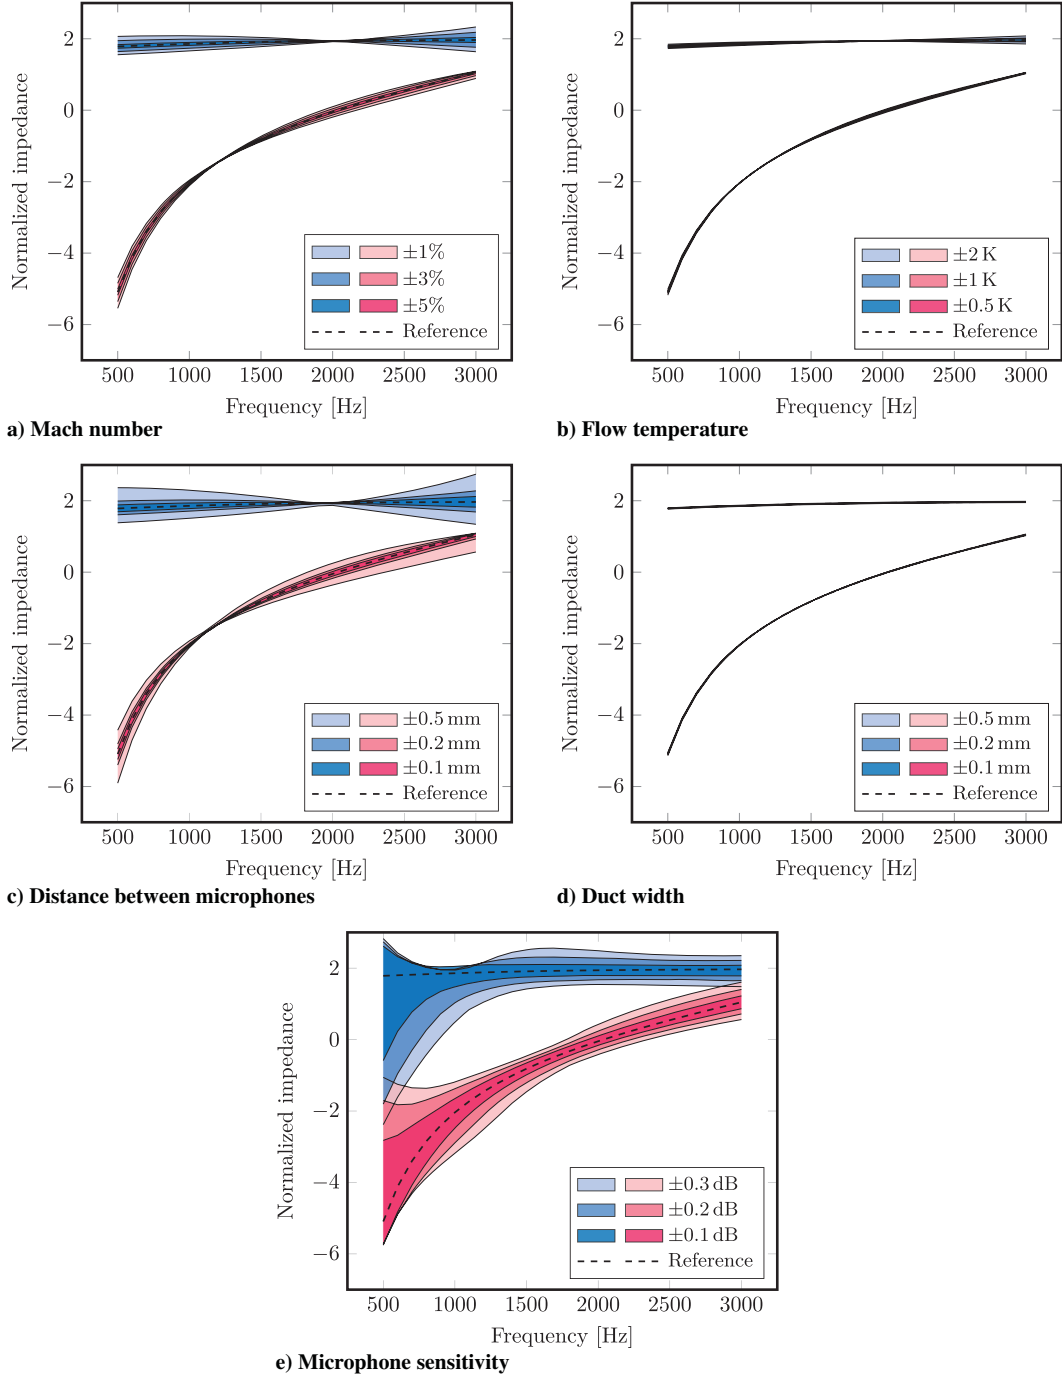 2
0
−2
−4
−6
Normalized impedance
±1%
±3%
±5%
Reference
500 1000 1500 2000 2500 3000
Frequency [Hz]
a) Mach number
2
0
−2
−4
−6
Normalized impedance
±2 K
±1 K
±0.5 K
Reference
500 1000 1500 2000 2500 3000
Frequency [Hz]
b) Flow temperature
2
0
−2
−4
−6
Normalized impedance
±0.5 mm
±0.2 mm
±0.1 mm
Reference
500 1000 1500 2000 2500 3000
Frequency [Hz]
c) Distance between microphones
2
0
−2
−4
−6
Normalized impedance
±0.5 mm
±0.2 mm
±0.1 mm
Reference
500 1000 1500 2000 2500 3000
Frequency [Hz]
d) Duct width
2
0
−2
−4
−6
Normalized impedance
±0.3 dB
±0.2 dB
±0.1 dB
Reference
500 1000 1500 2000 2500 3000
Frequency [Hz]
e) Microphone sensitivity